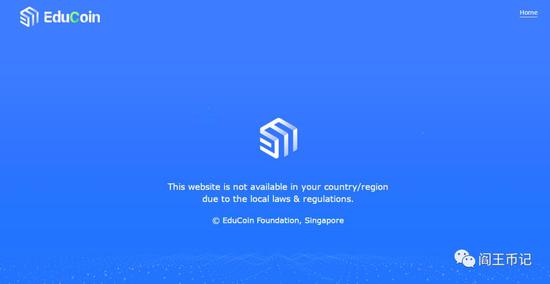 EduCoin
Home
This website is not available in your country/region
due to the local laws & regulations.
© EduCoin Foundation, Singapore
阎王币记